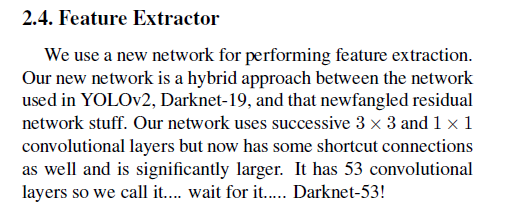 2.4. Feature Extractor
We use a new network for performing feature extraction.
Our new network is a hybrid approach between the network
used in YOLOv2, Darknet-19, and that newfangled residual
network stuff. Our network uses successive 3 × 3 and 1 × 1
convolutional layers but now has some shortcut connections
as well and is significantly larger. It has 53 convolutional
layers so we call it.... wait for it..... Darknet-53!